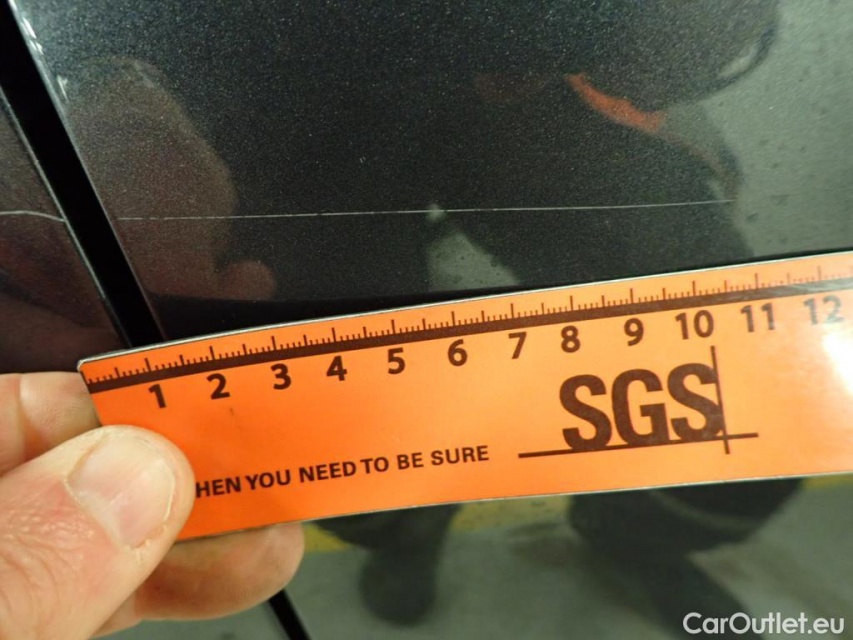 1 2 3 4 5 6 7 8 9 10 11 12
SGS
HEN YOU NEED TO BE SURE
CarOutlet.eu